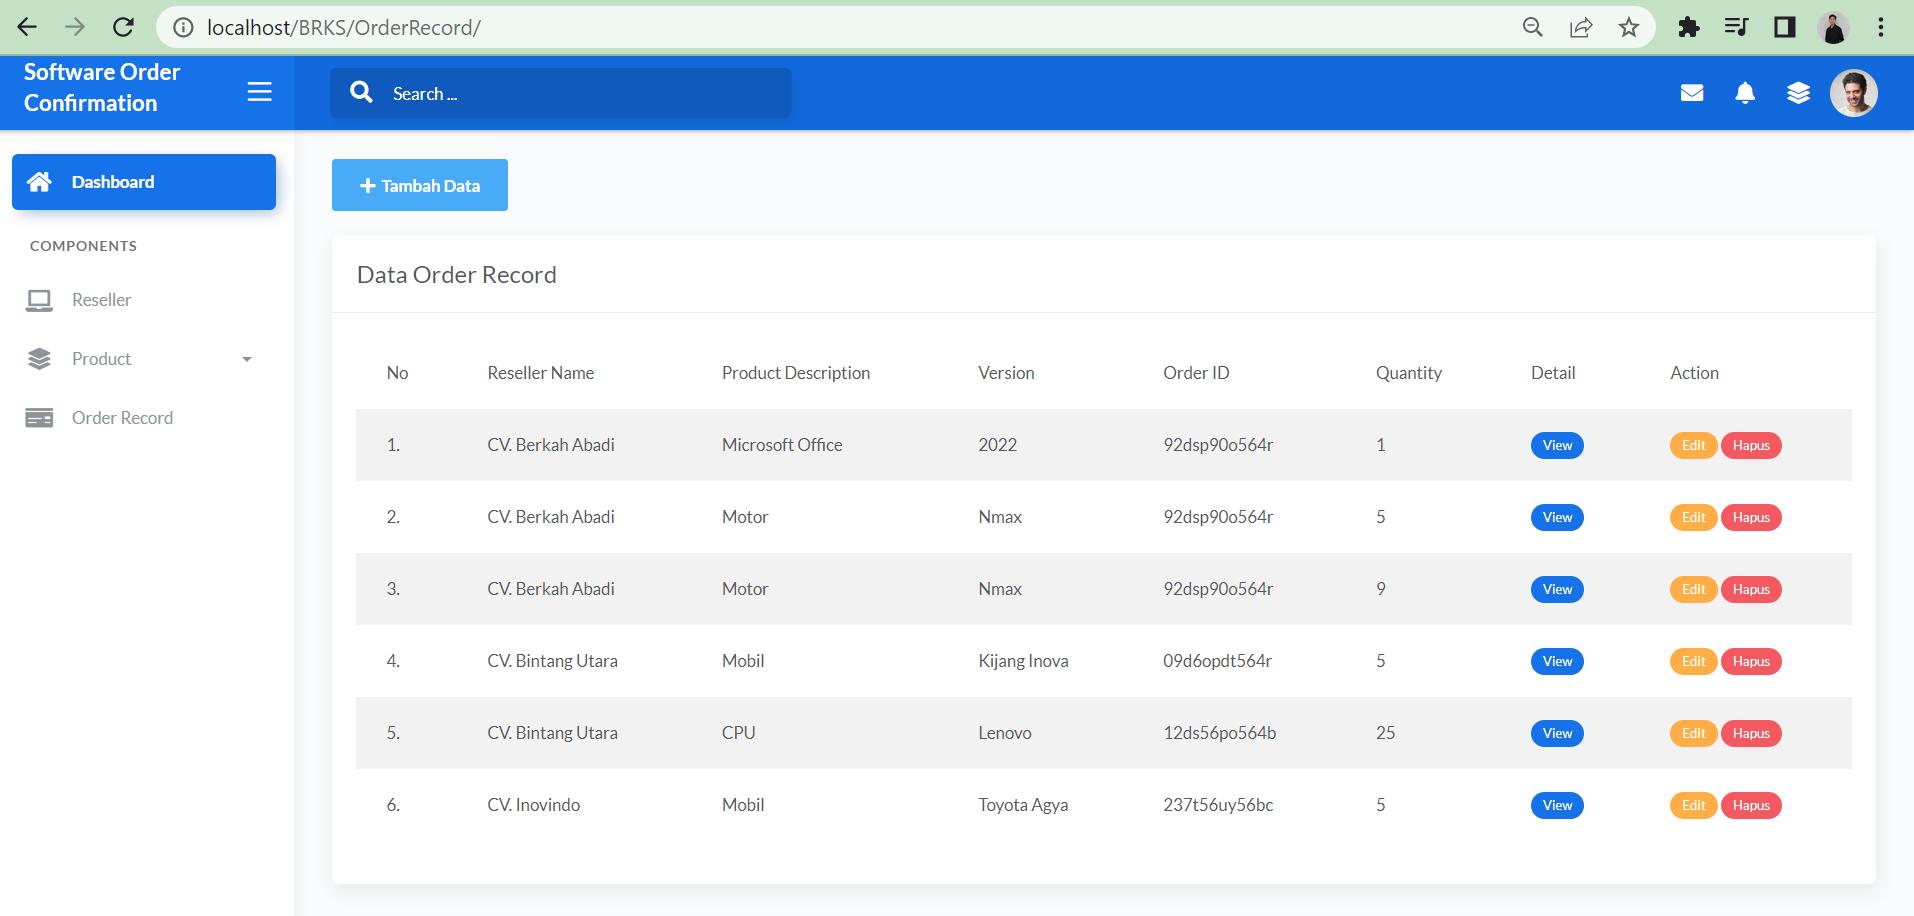 localhost/BRKS/OrderRecord/
Software Order
Confirmation
Search ...
Dashboard
Tambah Data
COMPONENTS
Reseller
Product
Order Record
Data Order Record
No Reseller Name Product Description Version Order ID Quantity Detail Action
1. CV. Berkah Abadi Microsoft Office 2022 92dsp90o564r 1 View Edit Hapus
2. CV. Berkah Abadi Motor Nmax 92dsp90o564r 5 View Edit Hapus
3. CV. Berkah Abadi Motor Nmax 92dsp90o564r 9 View Edit Hapus
4. CV. Bintang Utara Mobil Kijang Inova 09d6opdt564r 5 View Edit Hapus
5. CV. Bintang Utara CPU Lenovo 12ds56po564b 25 View Edit Hapus
6. CV. Inovindo Mobil Toyota Agya 237t56uy56bc 5 View Edit Hapus